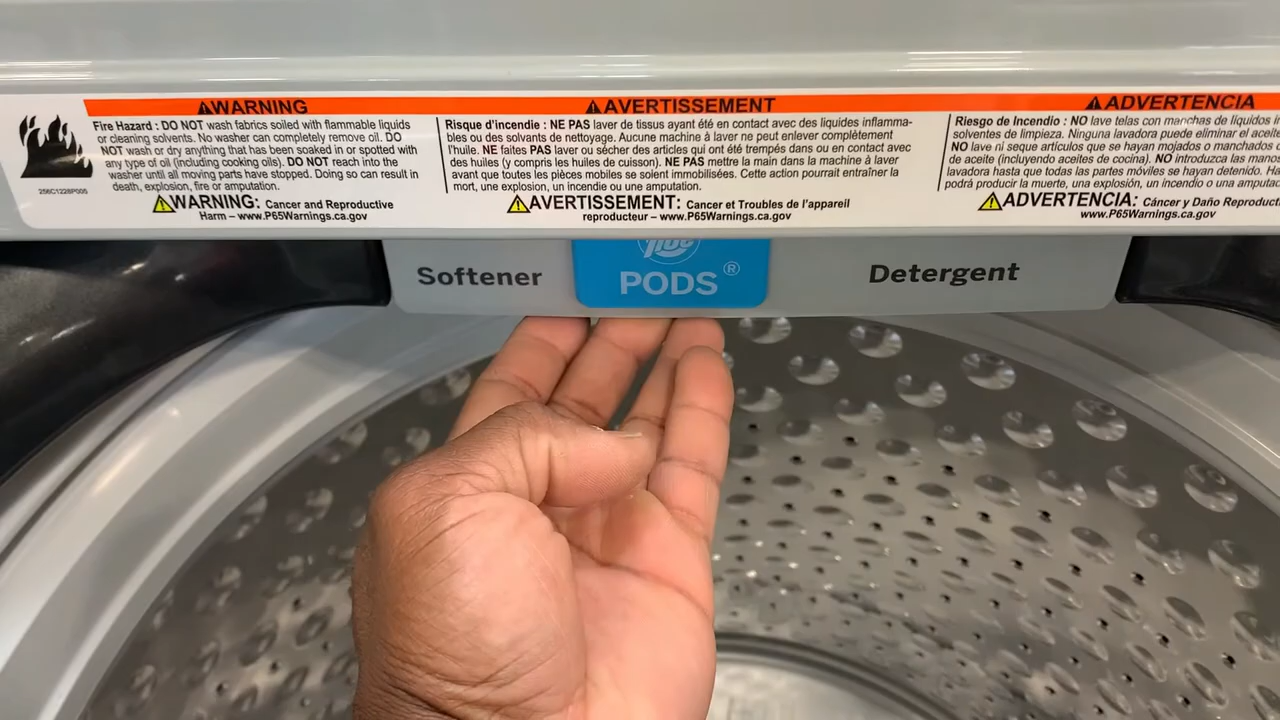 WARNING
Fire Hazard : DO NOT wash fabrics soiled with flammable liquids
or cleaning solvents. No washer can completely remove oil. DO
NOT wash or dry anything that has been soaked in or spotted with
any type of oil (including cooking oils). DO NOT reach into the
washer until all moving parts have stopped. Doing so can result in
death, explosion, fire or amputation.
WARNING: Cancer and Reproductive
Harm – www.P65Warnings.ca.gov
256C1228P005
AVERTISSEMENT
Risque d'incendie : NE PAS laver de tissus ayant été en contact avec des liquides inflamma-
bles ou des solvants de nettoyage. Aucune machine à laver ne peut enlever complètement
l'huile. NE faites PAS laver ou sécher des articles qui ont été trempés dans ou en contact avec
des huiles (y compris les huiles de cuisson). NE PAS mettre la main dans la machine à laver
avant que toutes les pièces mobiles se soient immobilisées. Cette action pourrait entraîner la
mort, une explosion, un incendie ou une amputation.
AVERTISSEMENT: Cancer et Troubles de l'appareil
reproducteur – www.P65Warnings.ca.gov
ADVERTENCIA
Riesgo de Incendio : NO lave telas con manchas de líquidos
solventes de limpieza. Ninguna lavadora puede eliminar el
NO lave ni seque artículos que se hayan mojados o manchados
de aceite (incluyendo aceites de cocina). NO introduzca las
lavadora hasta que todas las partes móviles se hayan detenido.
podrá producir la muerte, una explosión, un incendio o una
ADVERTENCIA: Cáncer y Daño
www.P65Warnings.ca.gov
Softener
PODS®
Detergent